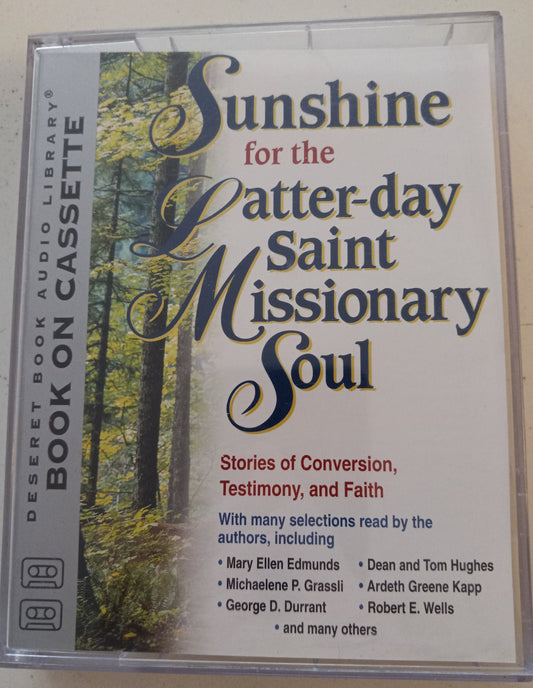 DESERET BOOK AUDIO LIBRARY®
BOOK ON CASSETTE
Sunshine
for the
Latter-day
Saint
Missionary
Soul
Stories of Conversion,
Testimony, and Faith
With many selections read by the
authors, including
• Mary Ellen Edmunds • Dean and Tom Hughes
• Michaelene P. Grassli • Ardeth Greene Kapp
• George D. Durrant • Robert E. Wells
• and many others